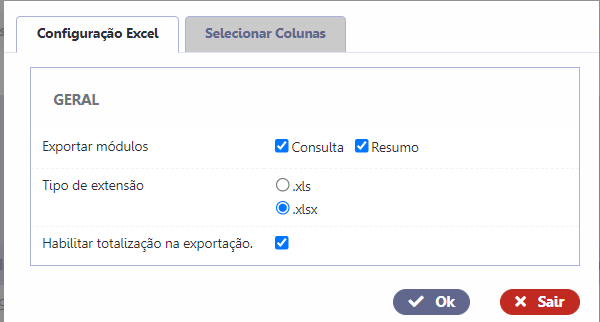 Configuração Excel
Selecionar Colunas
GERAL
Exportar módulos
Consulta
Resumo
Tipo de extensão
.xls
.xlsx
Habilitar totalização na exportação.
Ok
Sair